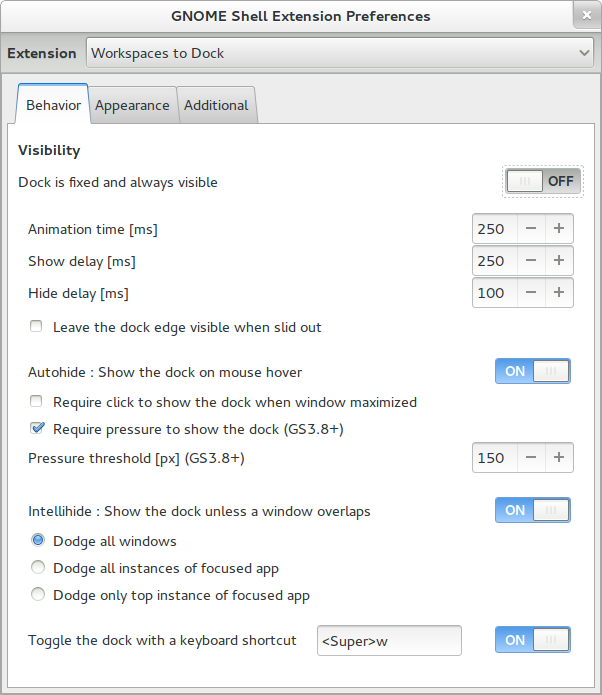 GNOME Shell Extension Preferences
Extension Workspaces to Dock
Behavior Appearance Additional
Visibility
Dock is fixed and always visible OFF
Animation time [ms] 250 − +
Show delay [ms] 250 − +
Hide delay [ms] 100 − +
Leave the dock edge visible when slid out
Autohide : Show the dock on mouse hover ON
Require click to show the dock when window maximized
Require pressure to show the dock (GS3.8+)
Pressure threshold [px] (GS3.8+) 150 − +
Intellihide : Show the dock unless a window overlaps ON
Dodge all windows
Dodge all instances of focused app
Dodge only top instance of focused app
Toggle the dock with a keyboard shortcut <Super>w ON